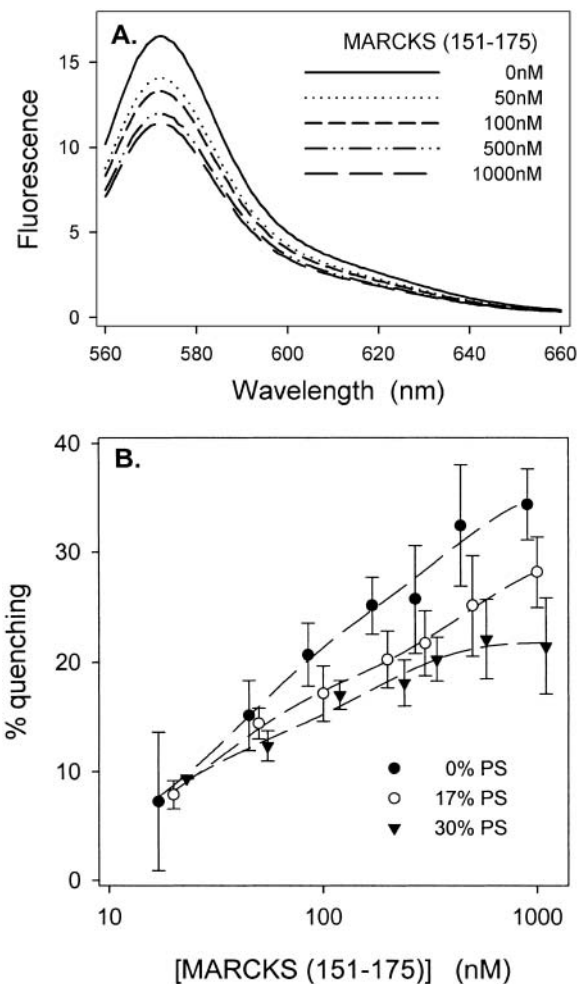 A.
MARCKS (151-175)
0nM
50nM
100nM
500nM
1000nM
Fluorescence
15
10
5
0
560 580 600 620 640 660
Wavelength (nm)
B.
% quenching
40
30
20
10
0
0% PS
17% PS
30% PS
10 100 1000
[MARCKS (151-175)] (nM)